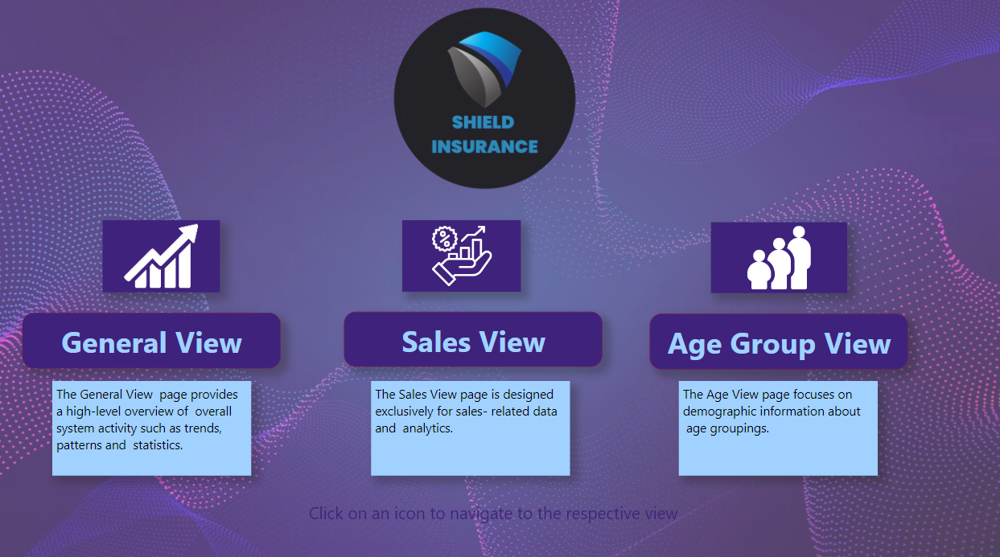 SHIELD
INSURANCE
General View
Sales View
Age Group View
The General View  page provides
a high-level overview of  overall
system activity such as trends,
patterns and  statistics.
The Sales View page is designed
exclusively for sales- related data
and  analytics.
The Age View page focuses on
demographic information about
age groupings.
Click on an icon to navigate to the respective view